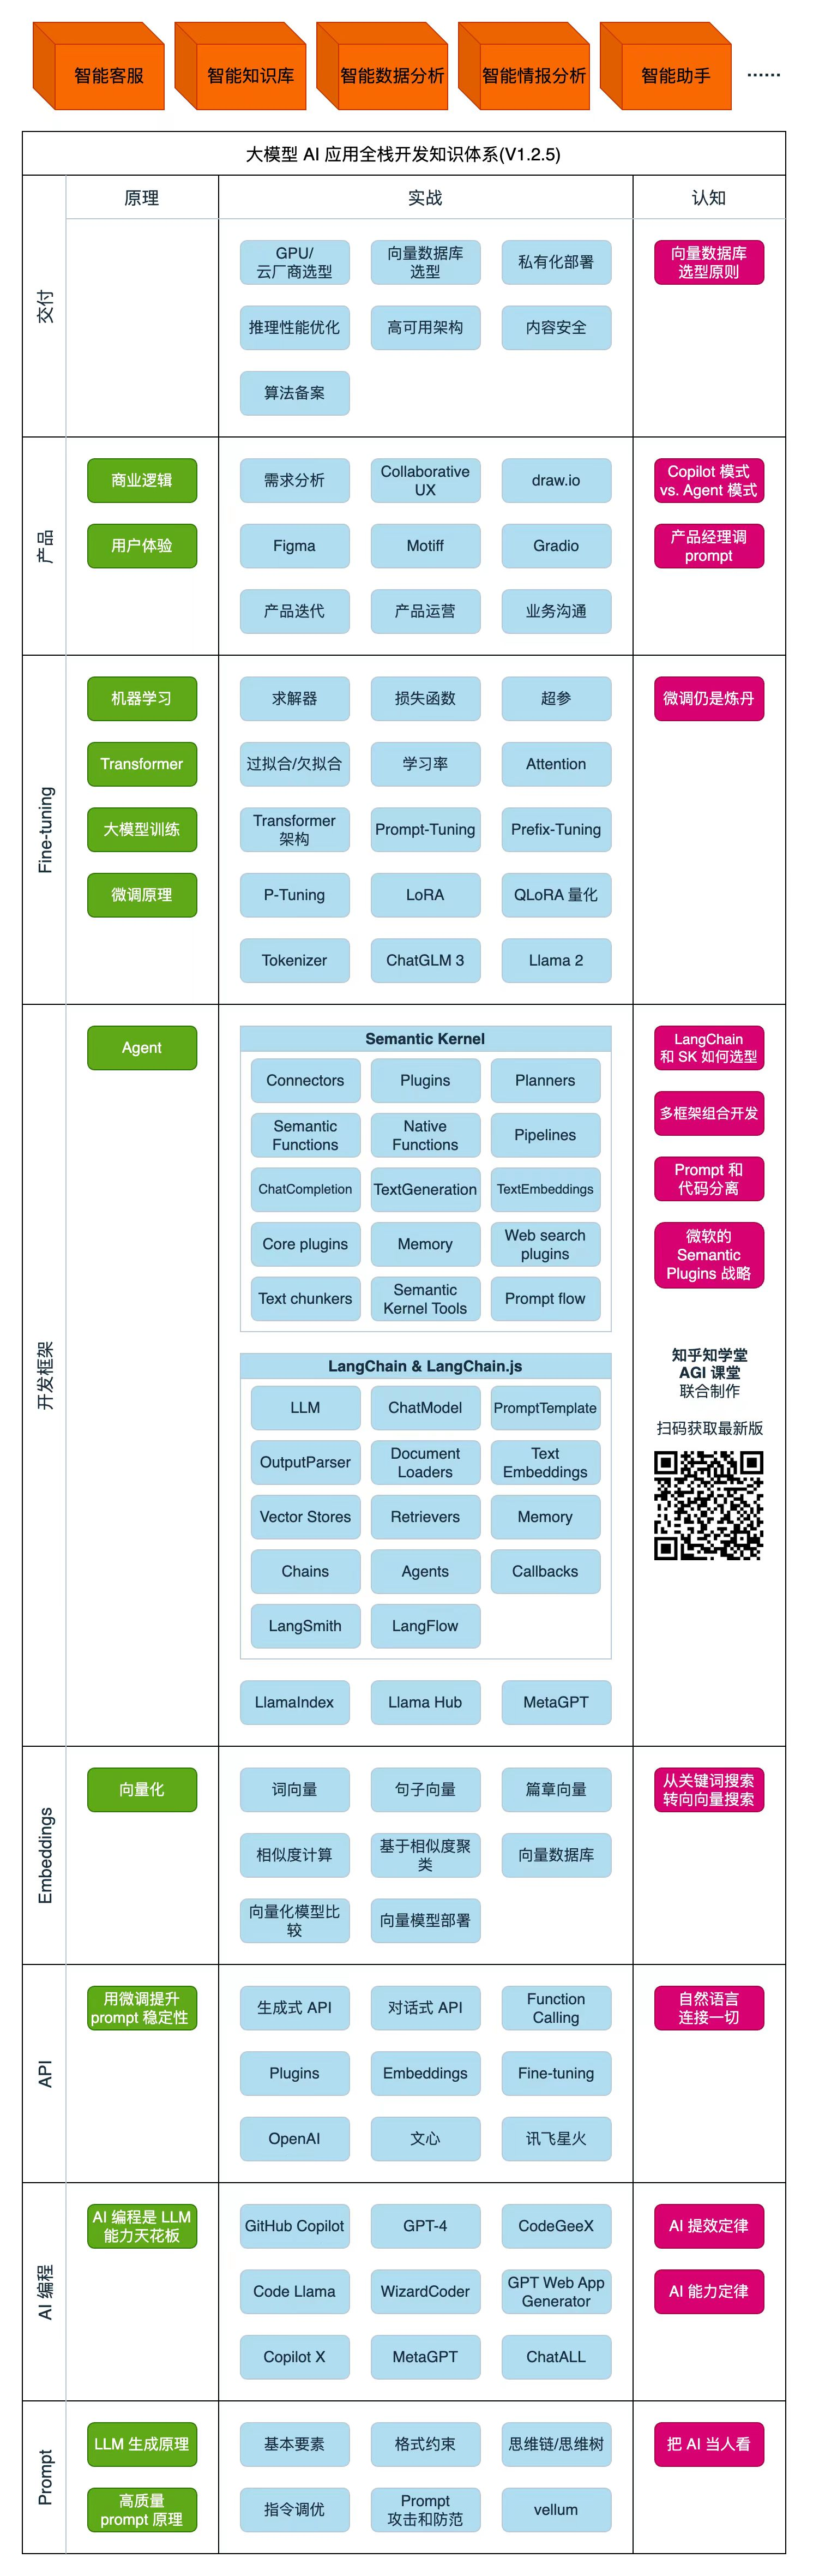 智能客服
智能知识库
智能数据分析
智能情报分析
智能助手
……
大模型 AI 应用全栈开发知识体系(V1.2.5)
原理
实战
认知
交付
GPU/
云厂商选型
向量数据库
选型
私有化部署
向量数据库
选型原则
推理性能优化
高可用架构
内容安全
算法备案
产品
商业逻辑
需求分析
Collaborative
UX
draw.io
Copilot 模式
vs. Agent 模式
用户体验
Figma
Motiff
Gradio
产品经理调
prompt
产品迭代
产品运营
业务沟通
Fine-tuning
机器学习
求解器
损失函数
超参
微调仍是炼丹
Transformer
过拟合/欠拟合
学习率
Attention
大模型训练
Transformer
架构
Prompt-Tuning
Prefix-Tuning
微调原理
P-Tuning
LoRA
QLoRA 量化
Tokenizer
ChatGLM 3
Llama 2
开发框架
Agent
Semantic Kernel
Connectors
Plugins
Planners
Semantic
Functions
Native
Functions
Pipelines
ChatCompletion
TextGeneration
TextEmbeddings
Core plugins
Memory
Web search
plugins
Text chunkers
Semantic
Kernel Tools
Prompt flow
LangChain & LangChain.js
LLM
ChatModel
PromptTemplate
OutputParser
Document
Loaders
Text
Embeddings
Vector Stores
Retrievers
Memory
Chains
Agents
Callbacks
LangSmith
LangFlow
LlamaIndex
Llama Hub
MetaGPT
LangChain
和 SK 如何选型
多框架组合开发
Prompt 和
代码分离
微软的
Semantic
Plugins 战略
知乎知学堂
AGI 课堂
联合制作
扫码获取最新版
Embeddings
向量化
词向量
句子向量
篇章向量
从关键词搜索
转向向量搜索
相似度计算
基于相似度聚
类
向量数据库
向量化模型比
较
向量模型部署
API
用微调提升
prompt 稳定性
生成式 API
对话式 API
Function
Calling
自然语言
连接一切
Plugins
Embeddings
Fine-tuning
OpenAI
文心
讯飞星火
AI 编程
AI 编程是 LLM
能力天花板
GitHub Copilot
GPT-4
CodeGeeX
AI 提效定律
Code Llama
WizardCoder
GPT Web App
Generator
AI 能力定律
Copilot X
MetaGPT
ChatALL
Prompt
LLM 生成原理
基本要素
格式约束
思维链/思维树
把 AI 当人看
高质量
prompt 原理
指令调优
Prompt
攻击和防范
vellum